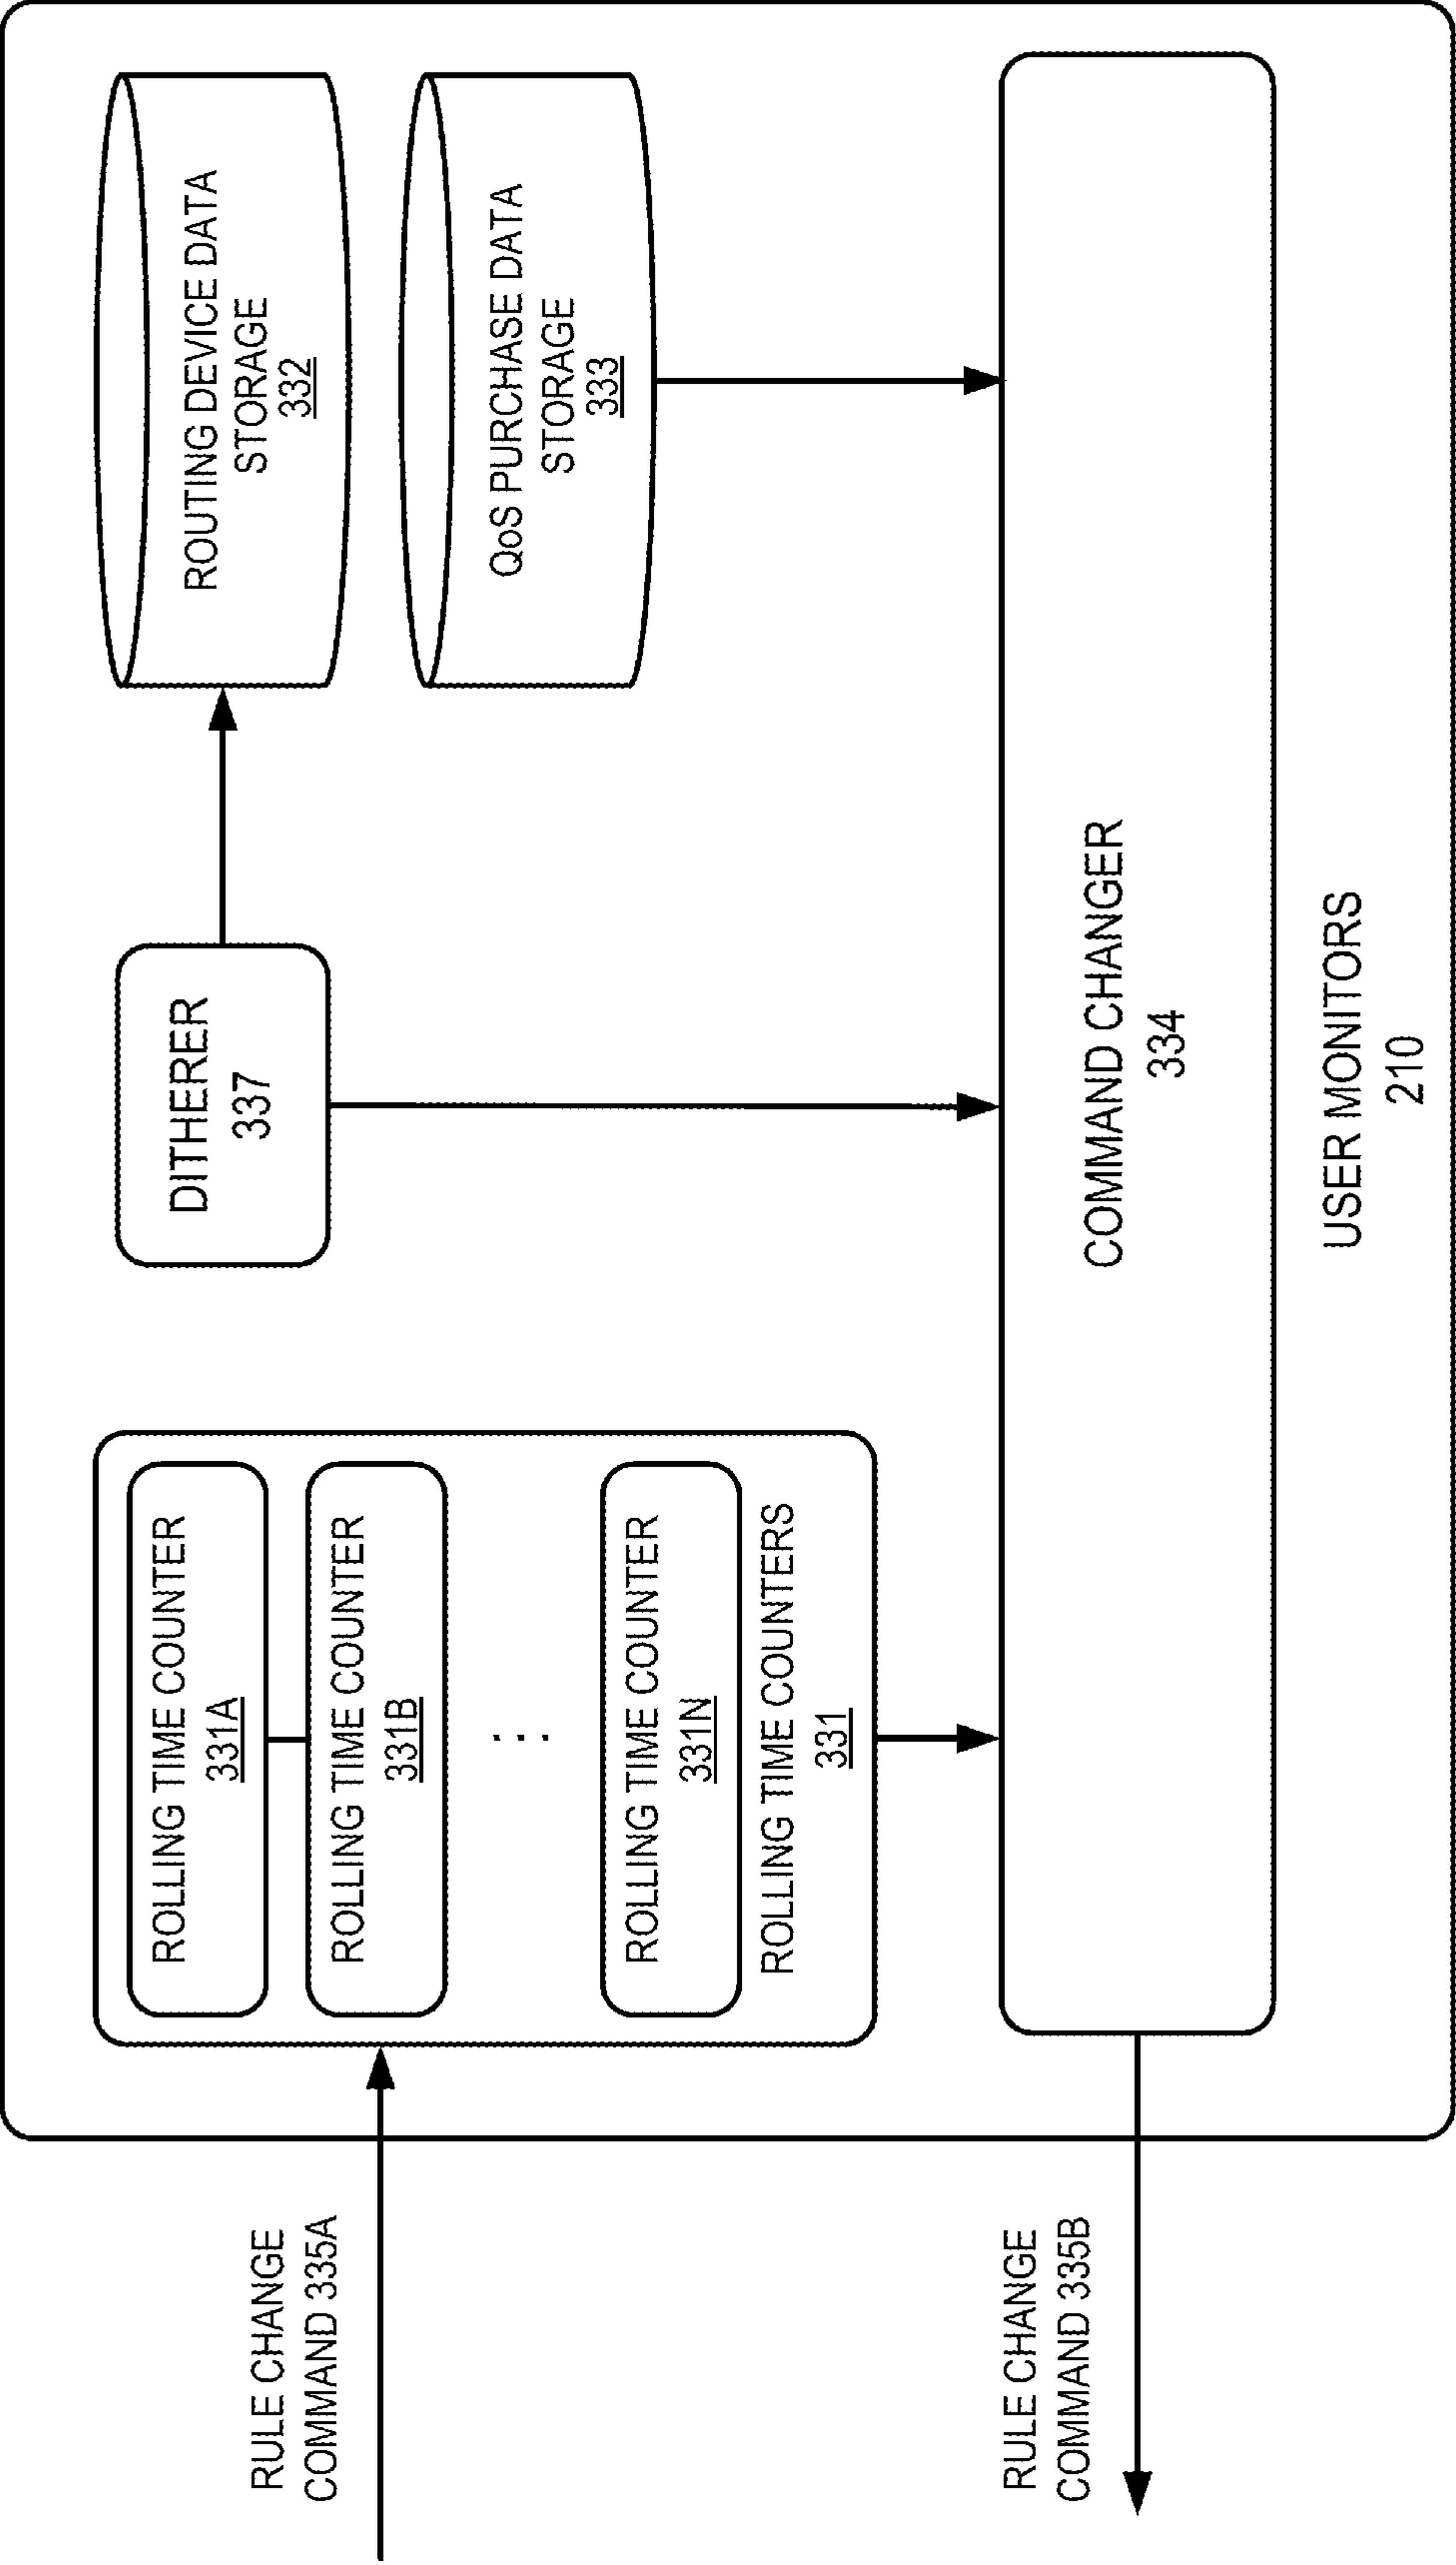 RULE CHANGE
COMMAND 335A
ROLLING TIME COUNTER
331A
ROLLING TIME COUNTER
331B
. . .
ROLLING TIME COUNTER
331N
ROLLING TIME COUNTERS
331
DITHERER
337
ROUTING DEVICE DATA
STORAGE
332
QoS PURCHASE DATA
STORAGE
333
RULE CHANGE
COMMAND 335B
COMMAND CHANGER
334
USER MONITORS
210